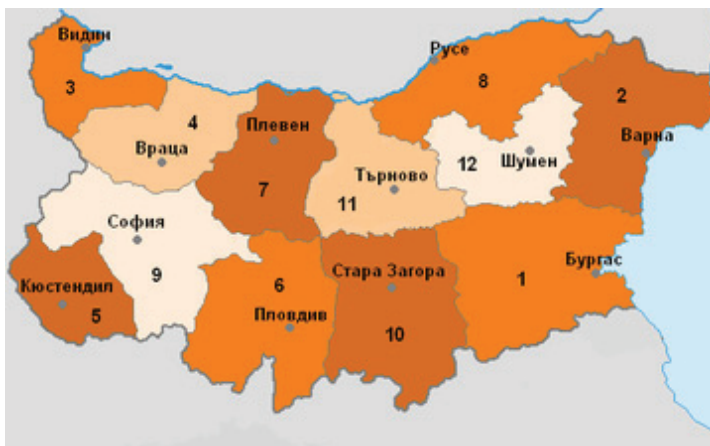 Видин
3
Русе
8
2
4
Плевен
Варна
Враца
12
Шумен
7
Търново
11
София
Бургас
Стара Загора
1
9
6
Кюстендил
5
Пловдив
10